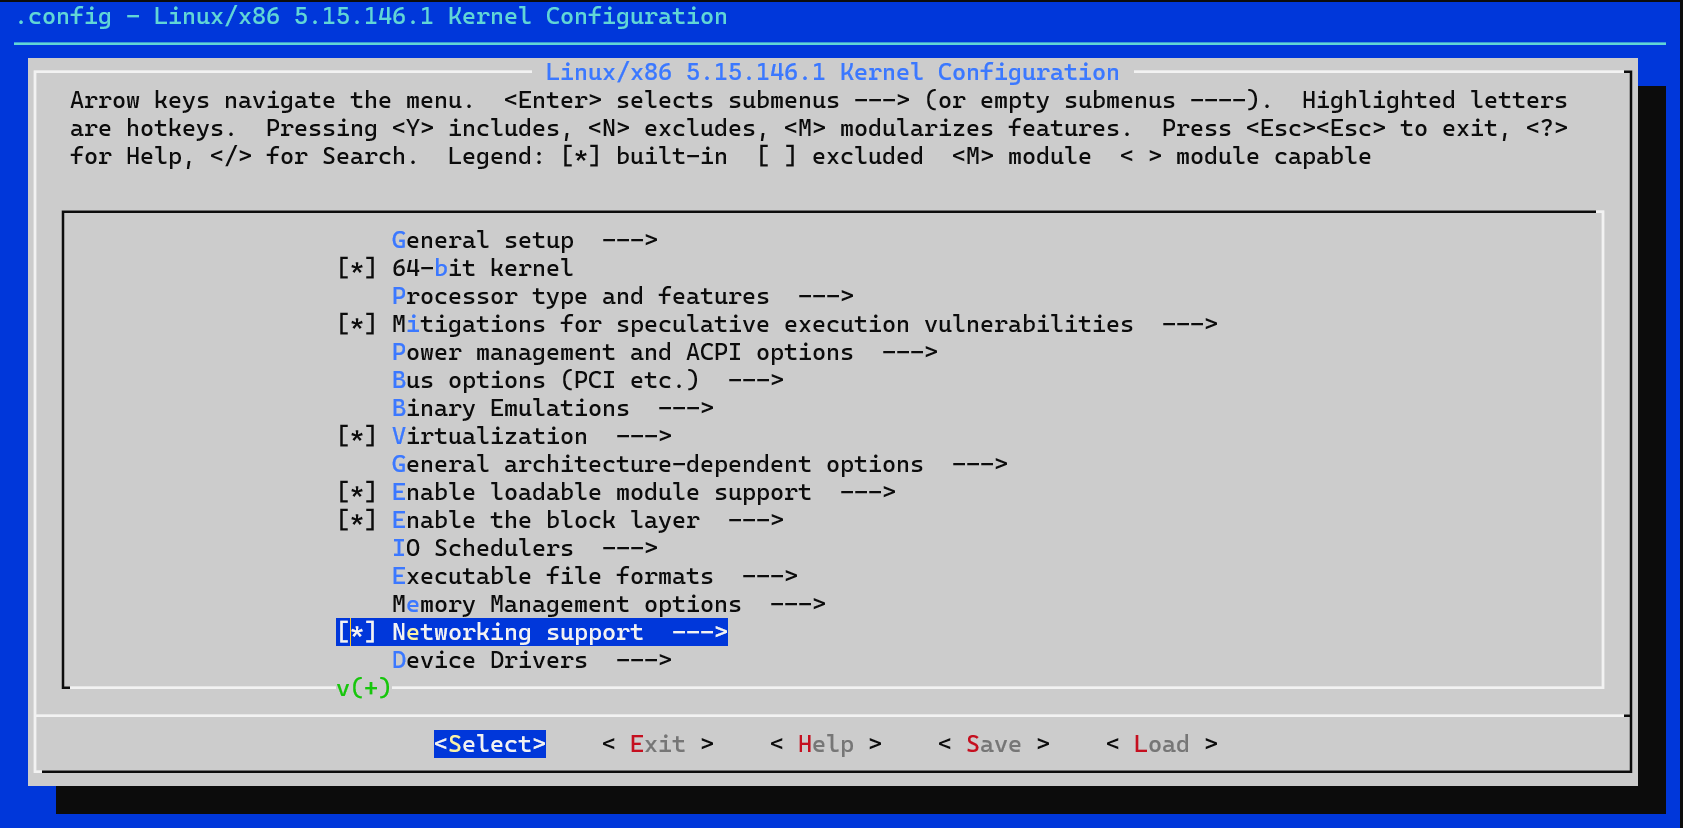 .config - Linux/x86 5.15.146.1 Kernel Configuration
Linux/x86 5.15.146.1 Kernel Configuration
Arrow keys navigate the menu.  <Enter> selects submenus ---> (or empty submenus ----).  Highlighted letters
are hotkeys.  Pressing <Y> includes, <N> excludes, <M> modularizes features.  Press <Esc><Esc> to exit, <?>
for Help, </> for Search.  Legend: [*] built-in  [ ] excluded  <M> module  < > module capable
General setup  --->
[*] 64-bit kernel
Processor type and features  --->
[*] Mitigations for speculative execution vulnerabilities  --->
Power management and ACPI options  --->
Bus options (PCI etc.)  --->
Binary Emulations  --->
[*] Virtualization  --->
General architecture-dependent options  --->
[*] Enable loadable module support  --->
[*] Enable the block layer  --->
IO Schedulers  --->
Executable file formats  --->
Memory Management options  --->
[*] Networking support  --->
Device Drivers  --->
v(+)
<Select>    < Exit >    < Help >    < Save >    < Load >